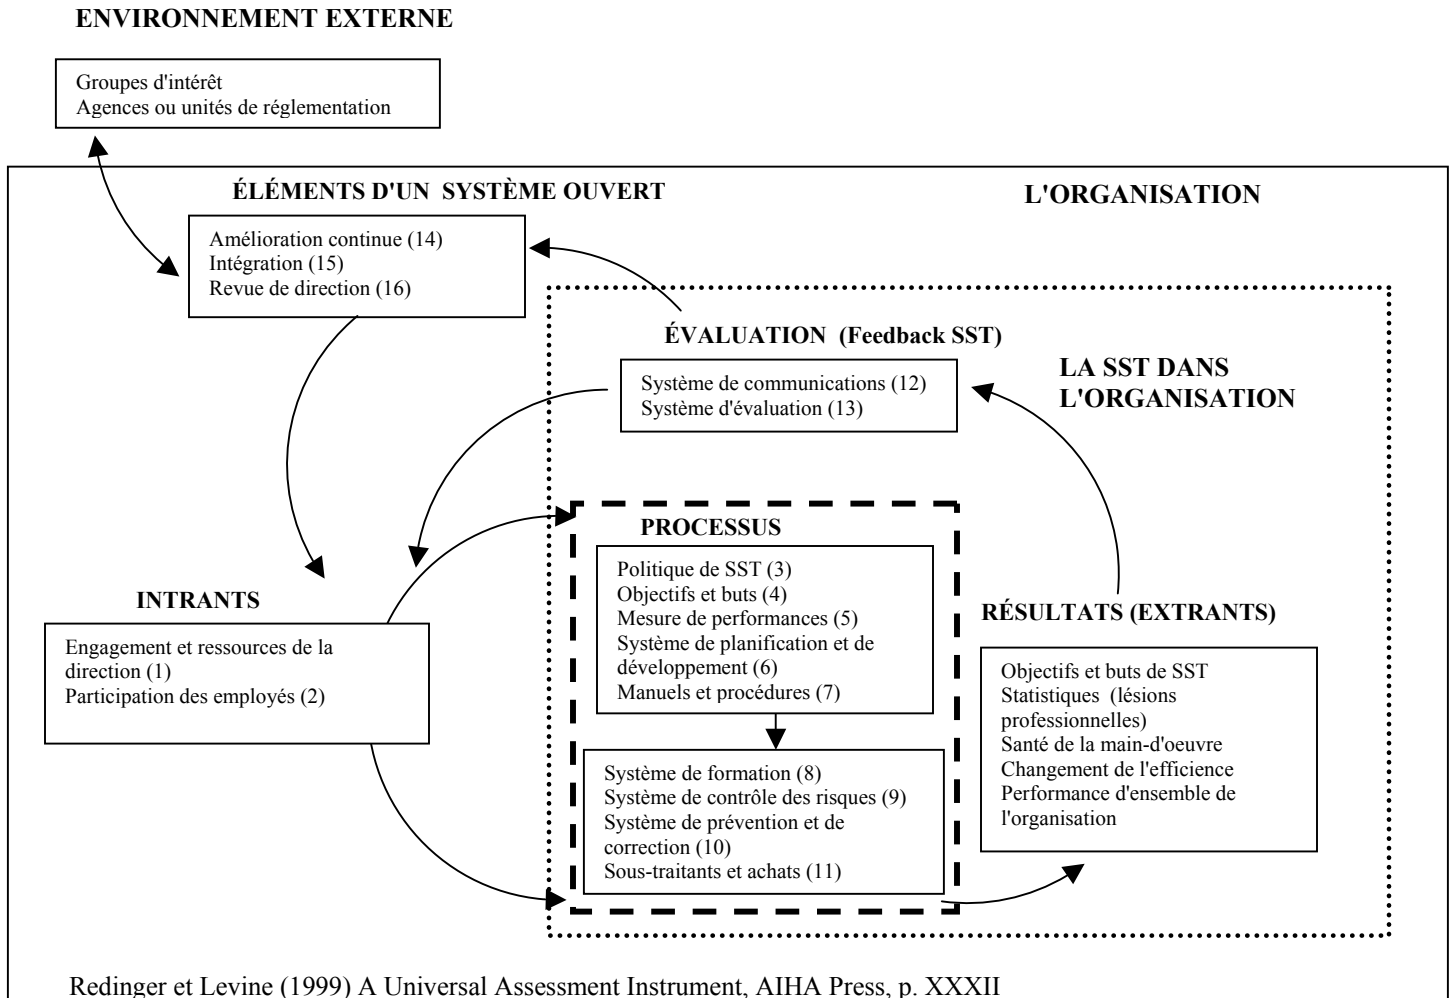 ENVIRONNEMENT EXTERNE
Groupes d'intérêt
Agences ou unités de réglementation
ÉLÉMENTS D'UN SYSTÈME OUVERT
L'ORGANISATION
Amélioration continue (14)
Intégration (15)
Revue de direction (16)
ÉVALUATION (Feedback SST)
Système de communications (12)
Système d'évaluation (13)
LA SST DANS
L'ORGANISATION
PROCESSUS
Politique de SST (3)
Objectifs et buts (4)
Mesure de performances (5)
Système de planification et de
développement (6)
Manuels et procédures (7)
INTRANTS
Engagement et ressources de la
direction (1)
Participation des employés (2)
RÉSULTATS (EXTRANTS)
Objectifs et buts de SST
Statistiques (lésions
professionnelles)
Santé de la main-d'oeuvre
Changement de l'efficience
Performance d'ensemble de
l'organisation
Système de formation (8)
Système de contrôle des risques (9)
Système de prévention et de
correction (10)
Sous-traitants et achats (11)
Redinger et Levine (1999) A Universal Assessment Instrument, AIHA Press, p. XXXII